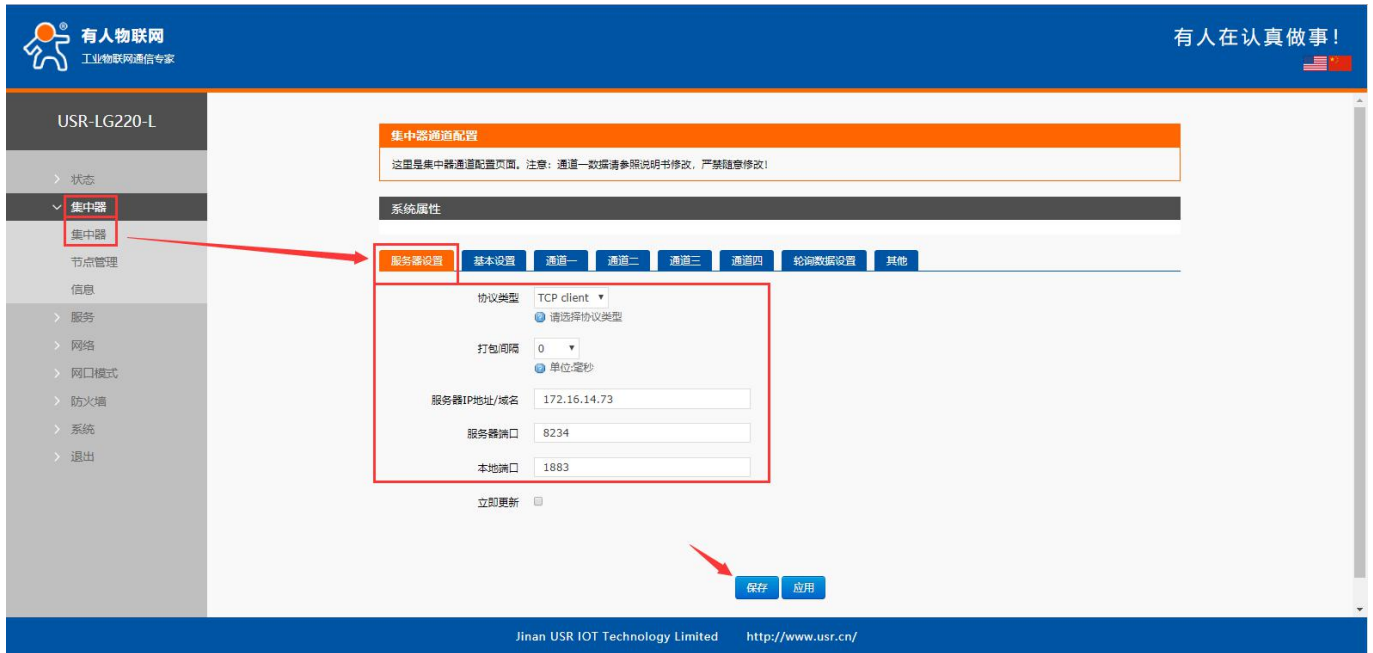 有人物联网
®
工业物联网通信专家
有人在认真做事!
USR-LG220-L
状态
集中器
集中器
节点管理
信息
服务
网络
网口模式
防火墙
系统
退出
集中器通道配置
这里是集中器通道配置页面。注意:通道一数据请参照说明书修改,严禁随意修改!
系统属性
服务器设置 基本设置 通道一 通道二 通道三 通道四 轮询数据设置 其他
协议类型 TCP client
请选择协议类型
打包间隔 0
单位:毫秒
服务器IP地址/域名 172.16.14.73
服务器端口 8234
本地端口 1883
立即更新
保存 应用
Jinan USR IOT Technology Limited http://www.usr.cn/